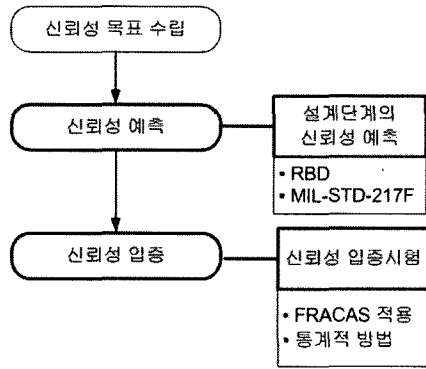 신뢰성 목표 수립
신뢰성 예측
설계단계의
신뢰성 예측
• RBD
• MIL-STD-217F
신뢰성 입증
신뢰성 입증시험
• FRACAS 적용
• 통계적 방법